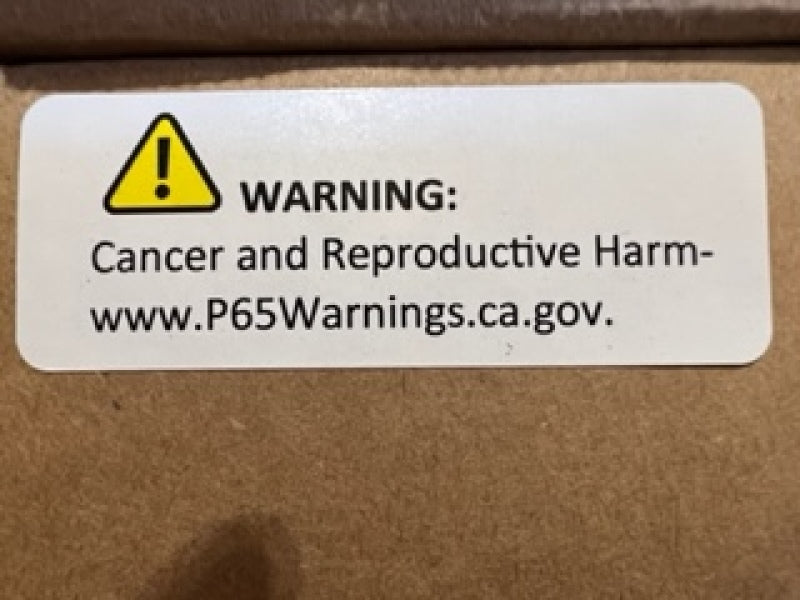 WARNING:
Cancer and Reproductive Harm-
www.P65Warnings.ca.gov.